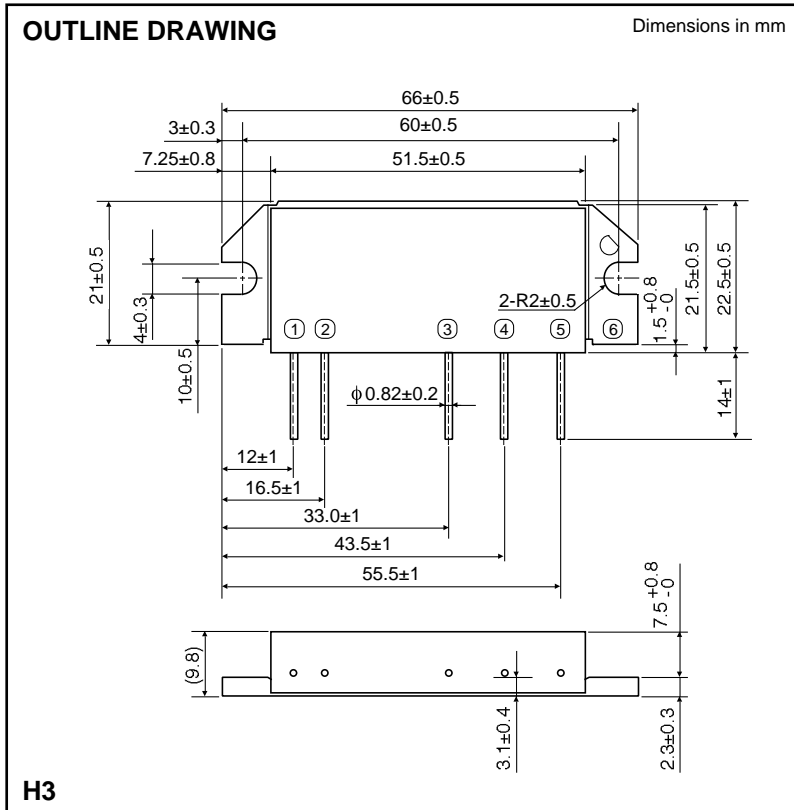 OUTLINE DRAWING
Dimensions in mm
66±0.5
3±0.3
60±0.5
7.25±0.8
51.5±0.5
21±0.5
4±0.3
10±0.5
2-R2±0.5
1.5 +0.8 -0
21.5±0.5
22.5±0.5
1 2 3 4 5 6
ϕ0.82±0.2
14±1
12±1
16.5±1
33.0±1
43.5±1
55.5±1
(9.8)
7.5 +0.8 -0
3.1±0.4
2.3±0.3
H3